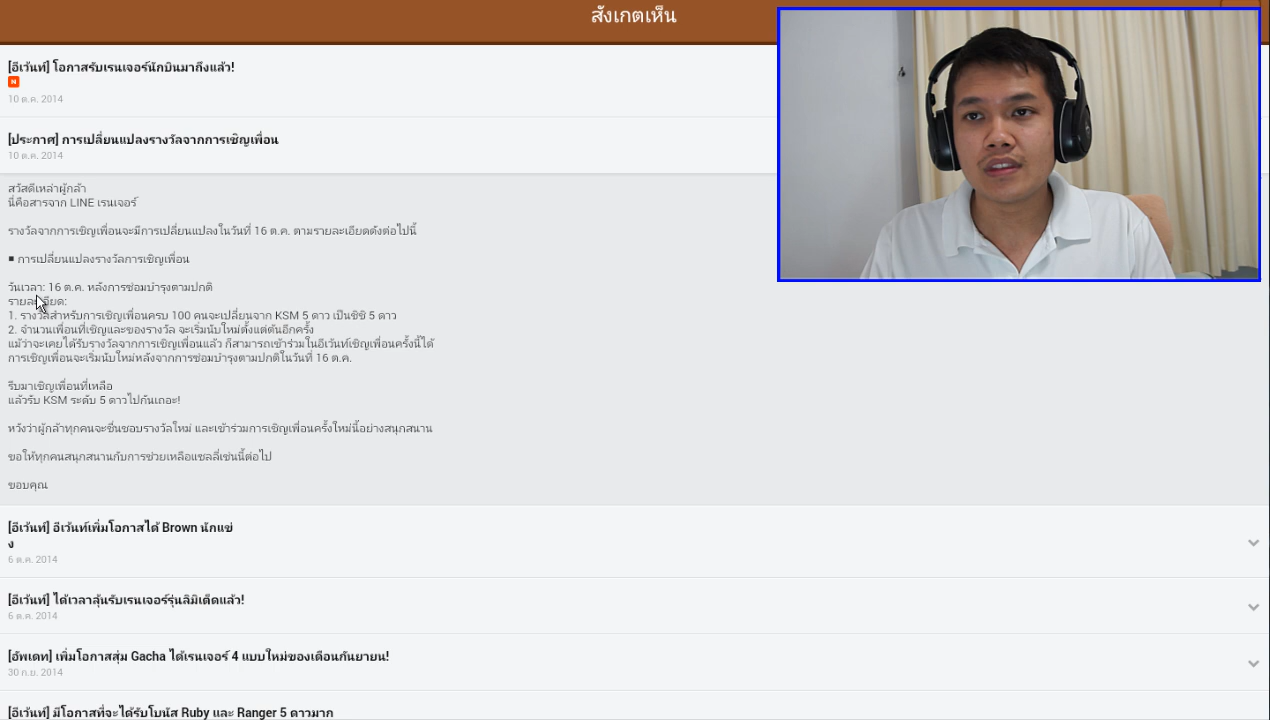 สังเกตเห็น
[อีเว้นท์] โอกาสรับเรนเจอร์นักบินมาถึงแล้ว!
N
10 ต.ค. 2014
[ประกาศ] การเปลี่ยนแปลงรางวัลจากการเชิญเพื่อน
10 ต.ค. 2014
สวัสดีเหล่าผู้กล้า
นี่คือสารจาก LINE เรนเจอร์
รางวัลจากการเชิญเพื่อนจะมีการเปลี่ยนแปลงในวันที่ 16 ต.ค. ตามรายละเอียดดังต่อไปนี้
■ การเปลี่ยนแปลงรางวัลการเชิญเพื่อน
วันเวลา: 16 ต.ค. หลังการซ่อมบำรุงตามปกติ
รายละเอียด:
1. รางวัลสำหรับการเชิญเพื่อนครบ 100 คนจะเปลี่ยนจาก KSM 5 ดาว เป็นชิชิ 5 ดาว
2. จำนวนเพื่อนที่เชิญและของรางวัล จะเริ่มนับใหม่ตั้งแต่ต้นอีกครั้ง
แม้ว่าจะเคยได้รับรางวัลจากการเชิญเพื่อนแล้ว ก็สามารถเข้าร่วมในอีเว้นท์เชิญเพื่อนครั้งนี้ได้
การเชิญเพื่อนจะเริ่มนับใหม่หลังจากการซ่อมบำรุงตามปกติในวันที่ 16 ต.ค.
รีบมาเชิญเพื่อนที่เหลือ
แล้วรับ KSM ระดับ 5 ดาวไปกันเถอะ!
หวังว่าผู้กล้าทุกคนจะชื่นชอบรางวัลใหม่ และเข้าร่วมการเชิญเพื่อนครั้งใหม่นี้อย่างสนุกสนาน
ขอให้ทุกคนสนุกสนานกับการช่วยเหลือแซลลี่เช่นนี้ต่อไป
ขอบคุณ
[อีเว้นท์] อีเว้นท์เพิ่มโอกาสได้ Brown นักแข่
ง
6 ต.ค. 2014
[อีเว้นท์] ได้เวลาลุ้นรับเรนเจอร์รุ่นลิมิเต็ดแล้ว!
6 ต.ค. 2014
[อัพเดท] เพิ่มโอกาสสุ่ม Gacha ได้เรนเจอร์ 4 แบบใหม่ของเดือนกันยายน!
30 ก.ย. 2014
[อีเว้นท์] มีโอกาสที่จะได้รับโบนัส Ruby และ Ranger 5 ดาวมาก